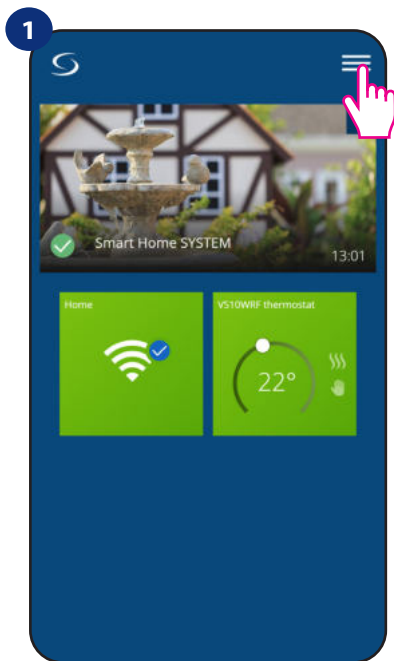 1
Smart Home SYSTEM
13:01
Home
VS10WRF thermostat
22°